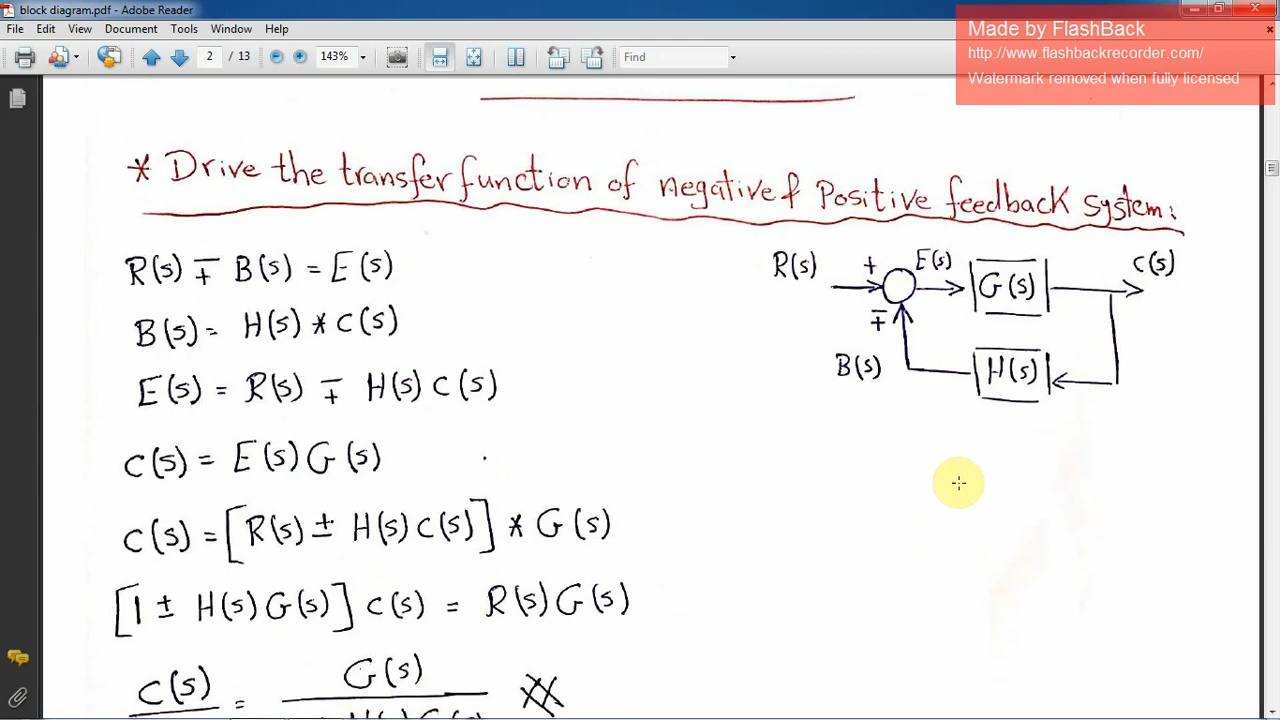 block diagram.pdf - Adobe Reader
Made by FlashBack
http://www.flashbackrecorder.com/
Watermark removed when fully licensed
File Edit View Document Tools Window Help
2 / 13 143% Find
* Drive the transfer function of negative & Positive feedback system:
R(s) ∓ B(s) = E(s)
B(s) = H(s) * C(s)
E(s) = R(s) ∓ H(s) C(s)
C(s) = E(s) G(s)
C(s) = [R(s) ± H(s) C(s)] * G(s)
[1 ± H(s) G(s)] C(s) = R(s) G(s)
C(s) = G(s)
R(s) + E(s) G(s) C(s)
∓
B(s) H(s)